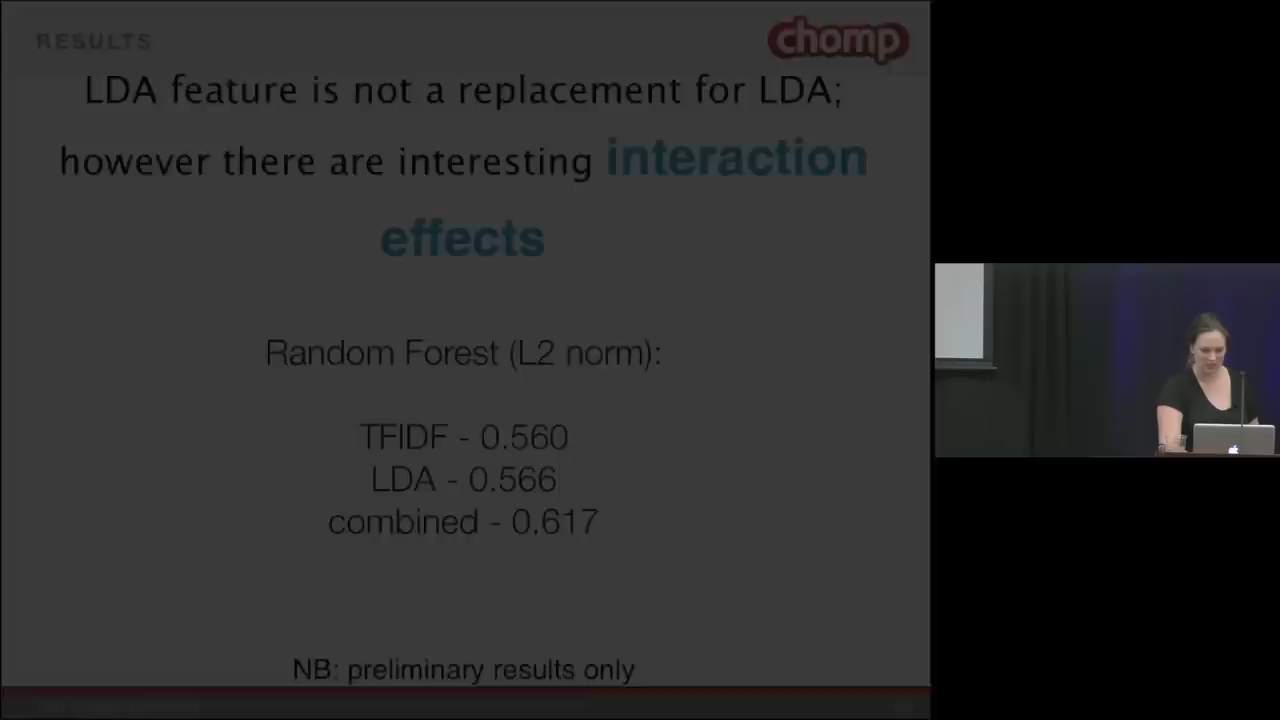 RESULTS
chomp
LDA feature is not a replacement for LDA;
however there are interesting interaction
effects
Random Forest (L2 norm):
TFIDF - 0.560
LDA - 0.566
combined - 0.617
NB: preliminary results only